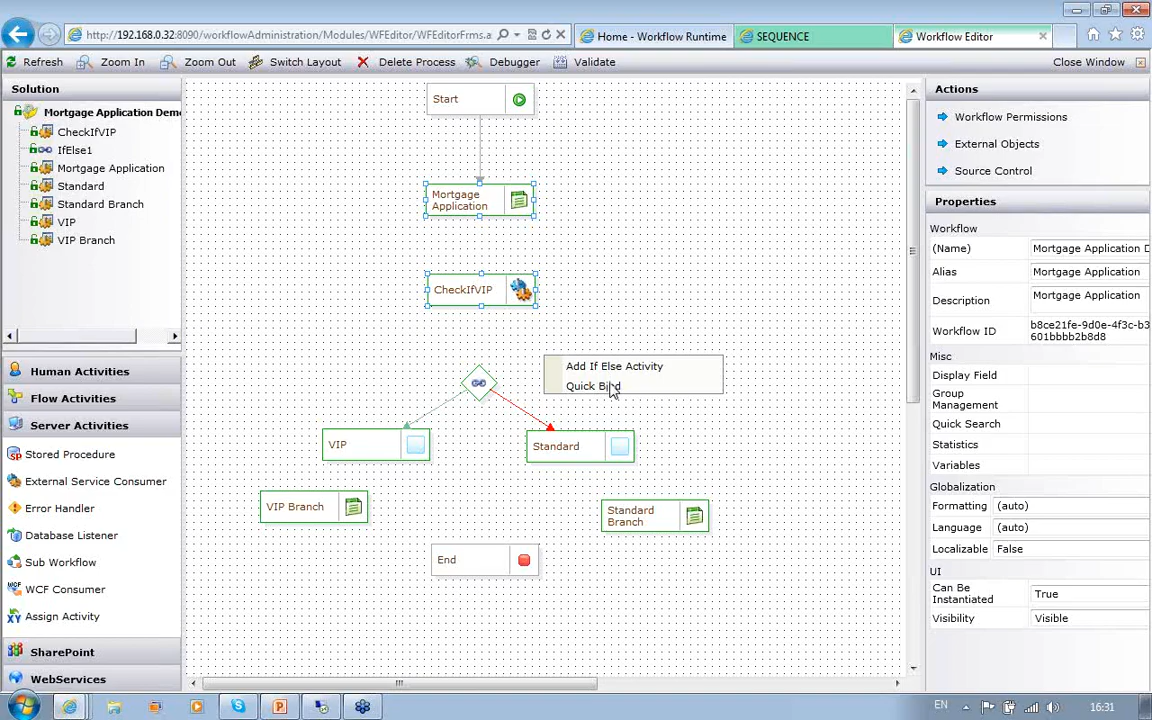 http://192.168.0.32:8090/workflowAdministration/Modules/WFEditor/WFEditorFrms.a
Home - Workflow Runtime
SEQUENCE
Workflow Editor
Refresh
Zoom In
Zoom Out
Switch Layout
Delete Process
Debugger
Validate
Close Window
Solution
Mortgage Application Demo
CheckIfVIP
IfElse1
Mortgage Application
Standard
Standard Branch
VIP
VIP Branch
Human Activities
Flow Activities
Server Activities
Stored Procedure
External Service Consumer
Error Handler
Database Listener
Sub Workflow
WCF Consumer
Assign Activity
SharePoint
WebServices
Start
Mortgage
Application
CheckIfVIP
Add If Else Activity
Quick Bind
VIP
Standard
VIP Branch
Standard
Branch
End
Actions
Workflow Permissions
External Objects
Source Control
Properties
Workflow
(Name)
Mortgage Application D
Alias
Mortgage Application
Description
Mortgage Application
Workflow ID
b8ce21fe-9d0e-4f3c-b3
601bbbb2b8d8
Misc
Display Field
Group
Management
Quick Search
Statistics
Variables
Globalization
Formatting
(auto)
Language
(auto)
Localizable
False
UI
Can Be
Instantiated
True
Visibility
Visible
EN
16:31